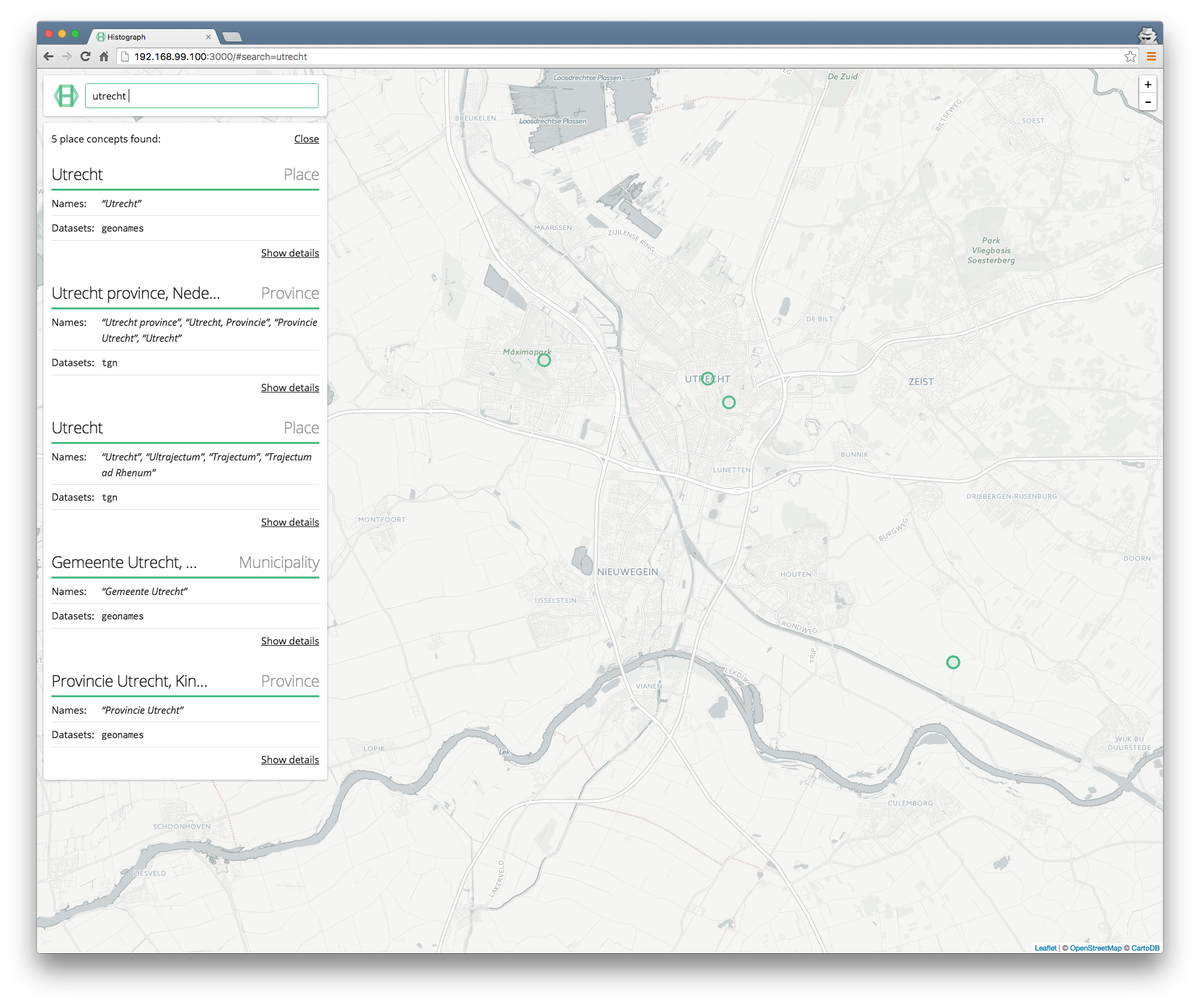 Histograph
192.168.99.100:3000/#search=utrecht
utrecht
5 place concepts found: Close
Utrecht Place
Names: “Utrecht”
Datasets: geonames
Show details
Utrecht province, Nede... Province
Names: “Utrecht province”, “Utrecht, Provincie”, “Provincie
Utrecht”, “Utrecht”
Datasets: tgn
Show details
Utrecht Place
Names: “Utrecht”, “Ultrajectum”, “Trajectum”, “Trajectum
ad Rhenum”
Datasets: tgn
Show details
Gemeente Utrecht, ... Municipality
Names: “Gemeente Utrecht”
Datasets: geonames
Show details
Provincie Utrecht, Kin... Province
Names: “Provincie Utrecht”
Datasets: geonames
Show details
+
-
Loosdrechtse Plassen
De Zuid
BREUKELEN
Loosdrechtse Plassen
BILTSEWEG
SOEST
MAARSSEN
ZUILENSE RING
Park
Vliegbasis
Soesterberg
DE BILT
Máximapark
UTRECHT
ZEIST
BUNNIK
LUNETTEN
DRIEBERGEN-RIJSENBURG
MONTFOORT
BURGWEG
DOORN
NIEUWEGEIN
HOUTEN
IJSSELSTEIN
RONDWEG
TRIP
LEKDIJK
VIANEN
LOPIK
Lek
WIJK BIJ
DUURSTEDE
CULEMBORG
SCHOONHOVEN
LIESVELD
LAKERVELD
Leaflet | © OpenStreetMap © CartoDB